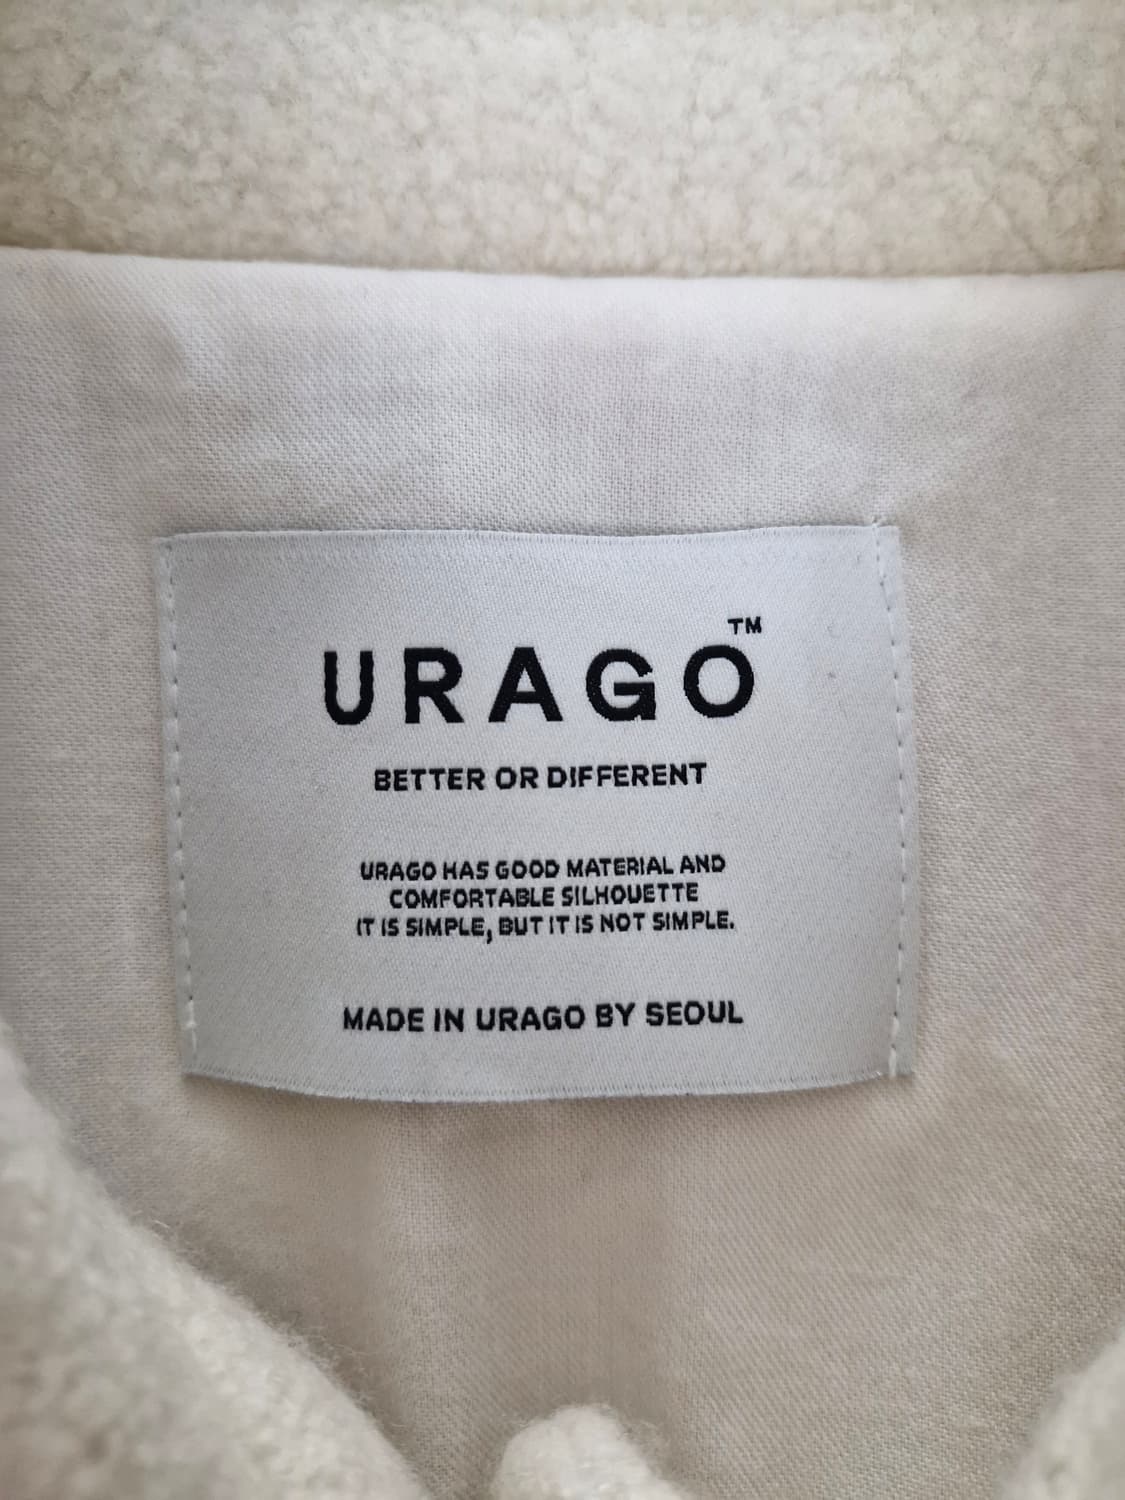 URAGO™
BETTER OR DIFFERENT
URAGO HAS GOOD MATERIAL AND
COMFORTABLE SILHOUETTE
IT IS SIMPLE, BUT IT IS NOT SIMPLE.
MADE IN URAGO BY SEOUL